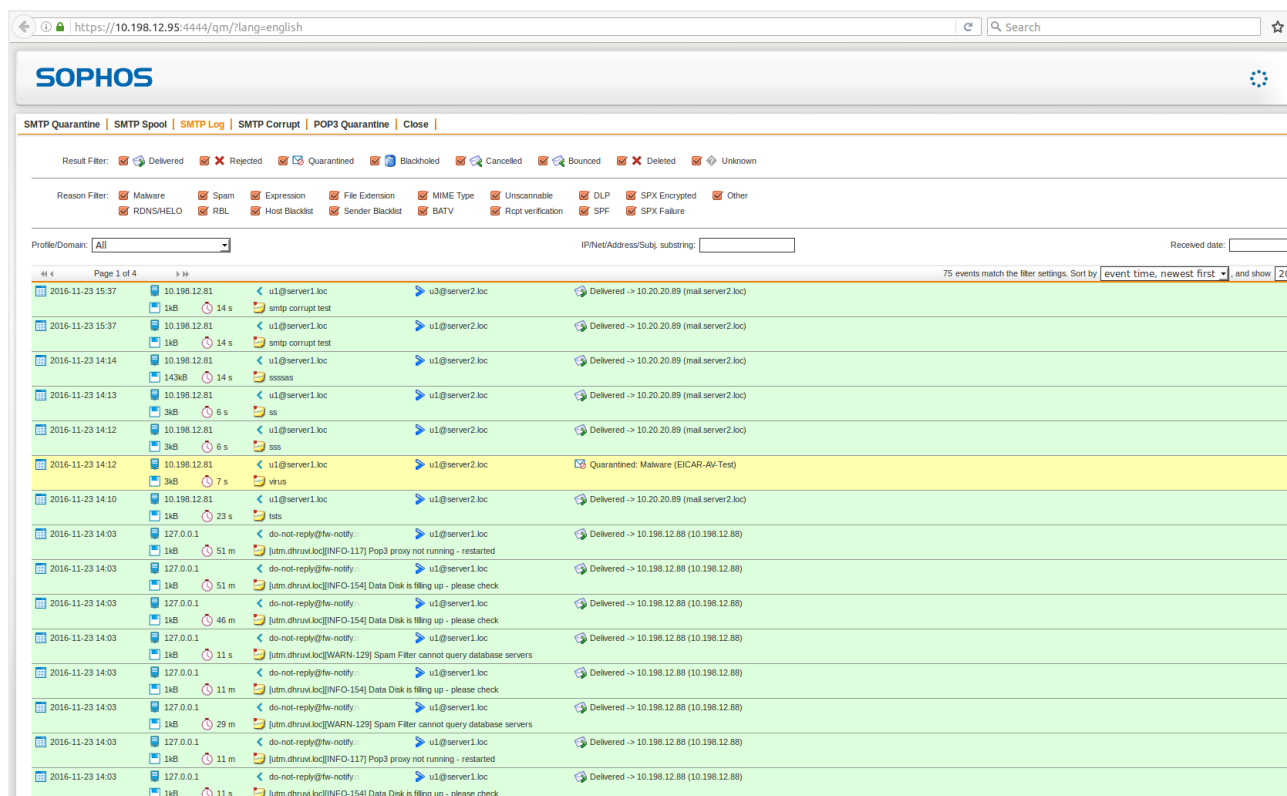 https://10.198.12.95:4444/qm/?lang=english Search
SOPHOS
SMTP Quarantine | SMTP Spool | SMTP Log | SMTP Corrupt | POP3 Quarantine | Close |
Result Filter: Delivered Rejected Quarantined Blackholed Cancelled Bounced Deleted Unknown
Reason Filter: Malware Spam Expression File Extension MIME Type Unscannable DLP SPX Encrypted Other
RDNS/HELO RBL Host Blacklist Sender Blacklist BATV Rcpt verification SPF SPX Failure
Profile/Domain: All IP/Net/Address/Subj. substring: Received date:
Page 1 of 4 75 events match the filter settings. Sort by event time, newest first , and show 20
2016-11-23 15:37 10.198.12.81 u1@server1.loc u3@server2.loc Delivered -> 10.20.20.89 (mail.server2.loc)
1kB 14 s smtp corrupt test
2016-11-23 15:37 10.198.12.81 u1@server1.loc u1@server2.loc Delivered -> 10.20.20.89 (mail.server2.loc)
1kB 14 s smtp corrupt test
2016-11-23 14:14 10.198.12.81 u1@server1.loc u1@server2.loc Delivered -> 10.20.20.89 (mail.server2.loc)
143kB 14 s ssssas
2016-11-23 14:13 10.198.12.81 u1@server1.loc u1@server2.loc Delivered -> 10.20.20.89 (mail.server2.loc)
3kB 6 s ss
2016-11-23 14:12 10.198.12.81 u1@server1.loc u1@server2.loc Delivered -> 10.20.20.89 (mail.server2.loc)
3kB 6 s sss
2016-11-23 14:12 10.198.12.81 u1@server1.loc u1@server2.loc Quarantined: Malware (EICAR-AV-Test)
3kB 7 s virus
2016-11-23 14:10 10.198.12.81 u1@server1.loc u1@server2.loc Delivered -> 10.20.20.89 (mail.server2.loc)
1kB 23 s tsts
2016-11-23 14:03 127.0.0.1 do-not-reply@fw-notify. u1@server1.loc Delivered -> 10.198.12.88 (10.198.12.88)
1kB 51 m [utm.dhruvi.loc][INFO-117] Pop3 proxy not running - restarted
2016-11-23 14:03 127.0.0.1 do-not-reply@fw-notify. u1@server1.loc Delivered -> 10.198.12.88 (10.198.12.88)
1kB 51 m [utm.dhruvi.loc][INFO-154] Data Disk is filling up - please check
2016-11-23 14:03 127.0.0.1 do-not-reply@fw-notify. u1@server1.loc Delivered -> 10.198.12.88 (10.198.12.88)
1kB 46 m [utm.dhruvi.loc][INFO-154] Data Disk is filling up - please check
2016-11-23 14:03 127.0.0.1 do-not-reply@fw-notify. u1@server1.loc Delivered -> 10.198.12.88 (10.198.12.88)
1kB 11 s [utm.dhruvi.loc][WARN-129] Spam Filter cannot query database servers
2016-11-23 14:03 127.0.0.1 do-not-reply@fw-notify. u1@server1.loc Delivered -> 10.198.12.88 (10.198.12.88)
1kB 11 m [utm.dhruvi.loc][INFO-154] Data Disk is filling up - please check
2016-11-23 14:03 127.0.0.1 do-not-reply@fw-notify. u1@server1.loc Delivered -> 10.198.12.88 (10.198.12.88)
1kB 29 m [utm.dhruvi.loc][WARN-129] Spam Filter cannot query database servers
2016-11-23 14:03 127.0.0.1 do-not-reply@fw-notify. u1@server1.loc Delivered -> 10.198.12.88 (10.198.12.88)
1kB 11 m [utm.dhruvi.loc][INFO-117] Pop3 proxy not running - restarted
2016-11-23 14:03 127.0.0.1 do-not-reply@fw-notify. u1@server1.loc Delivered -> 10.198.12.88 (10.198.12.88)
1kB 11 s [utm.dhruvi.loc][INFO-154] Data Disk is filling up - please check